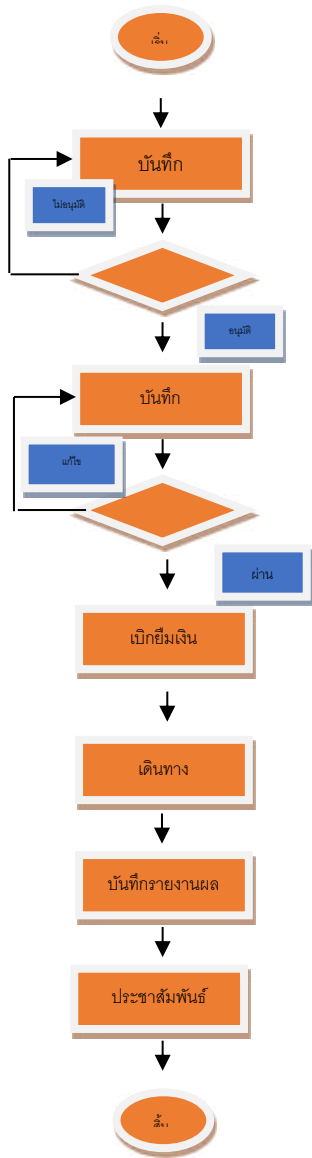 เริ่ม
บันทึก
ไม่อนุมัติ
อนุมัติ
บันทึก
แก้ไข
ผ่าน
เบิกยืมเงิน
เดินทาง
บันทึกรายงานผล
ประชาสัมพันธ์